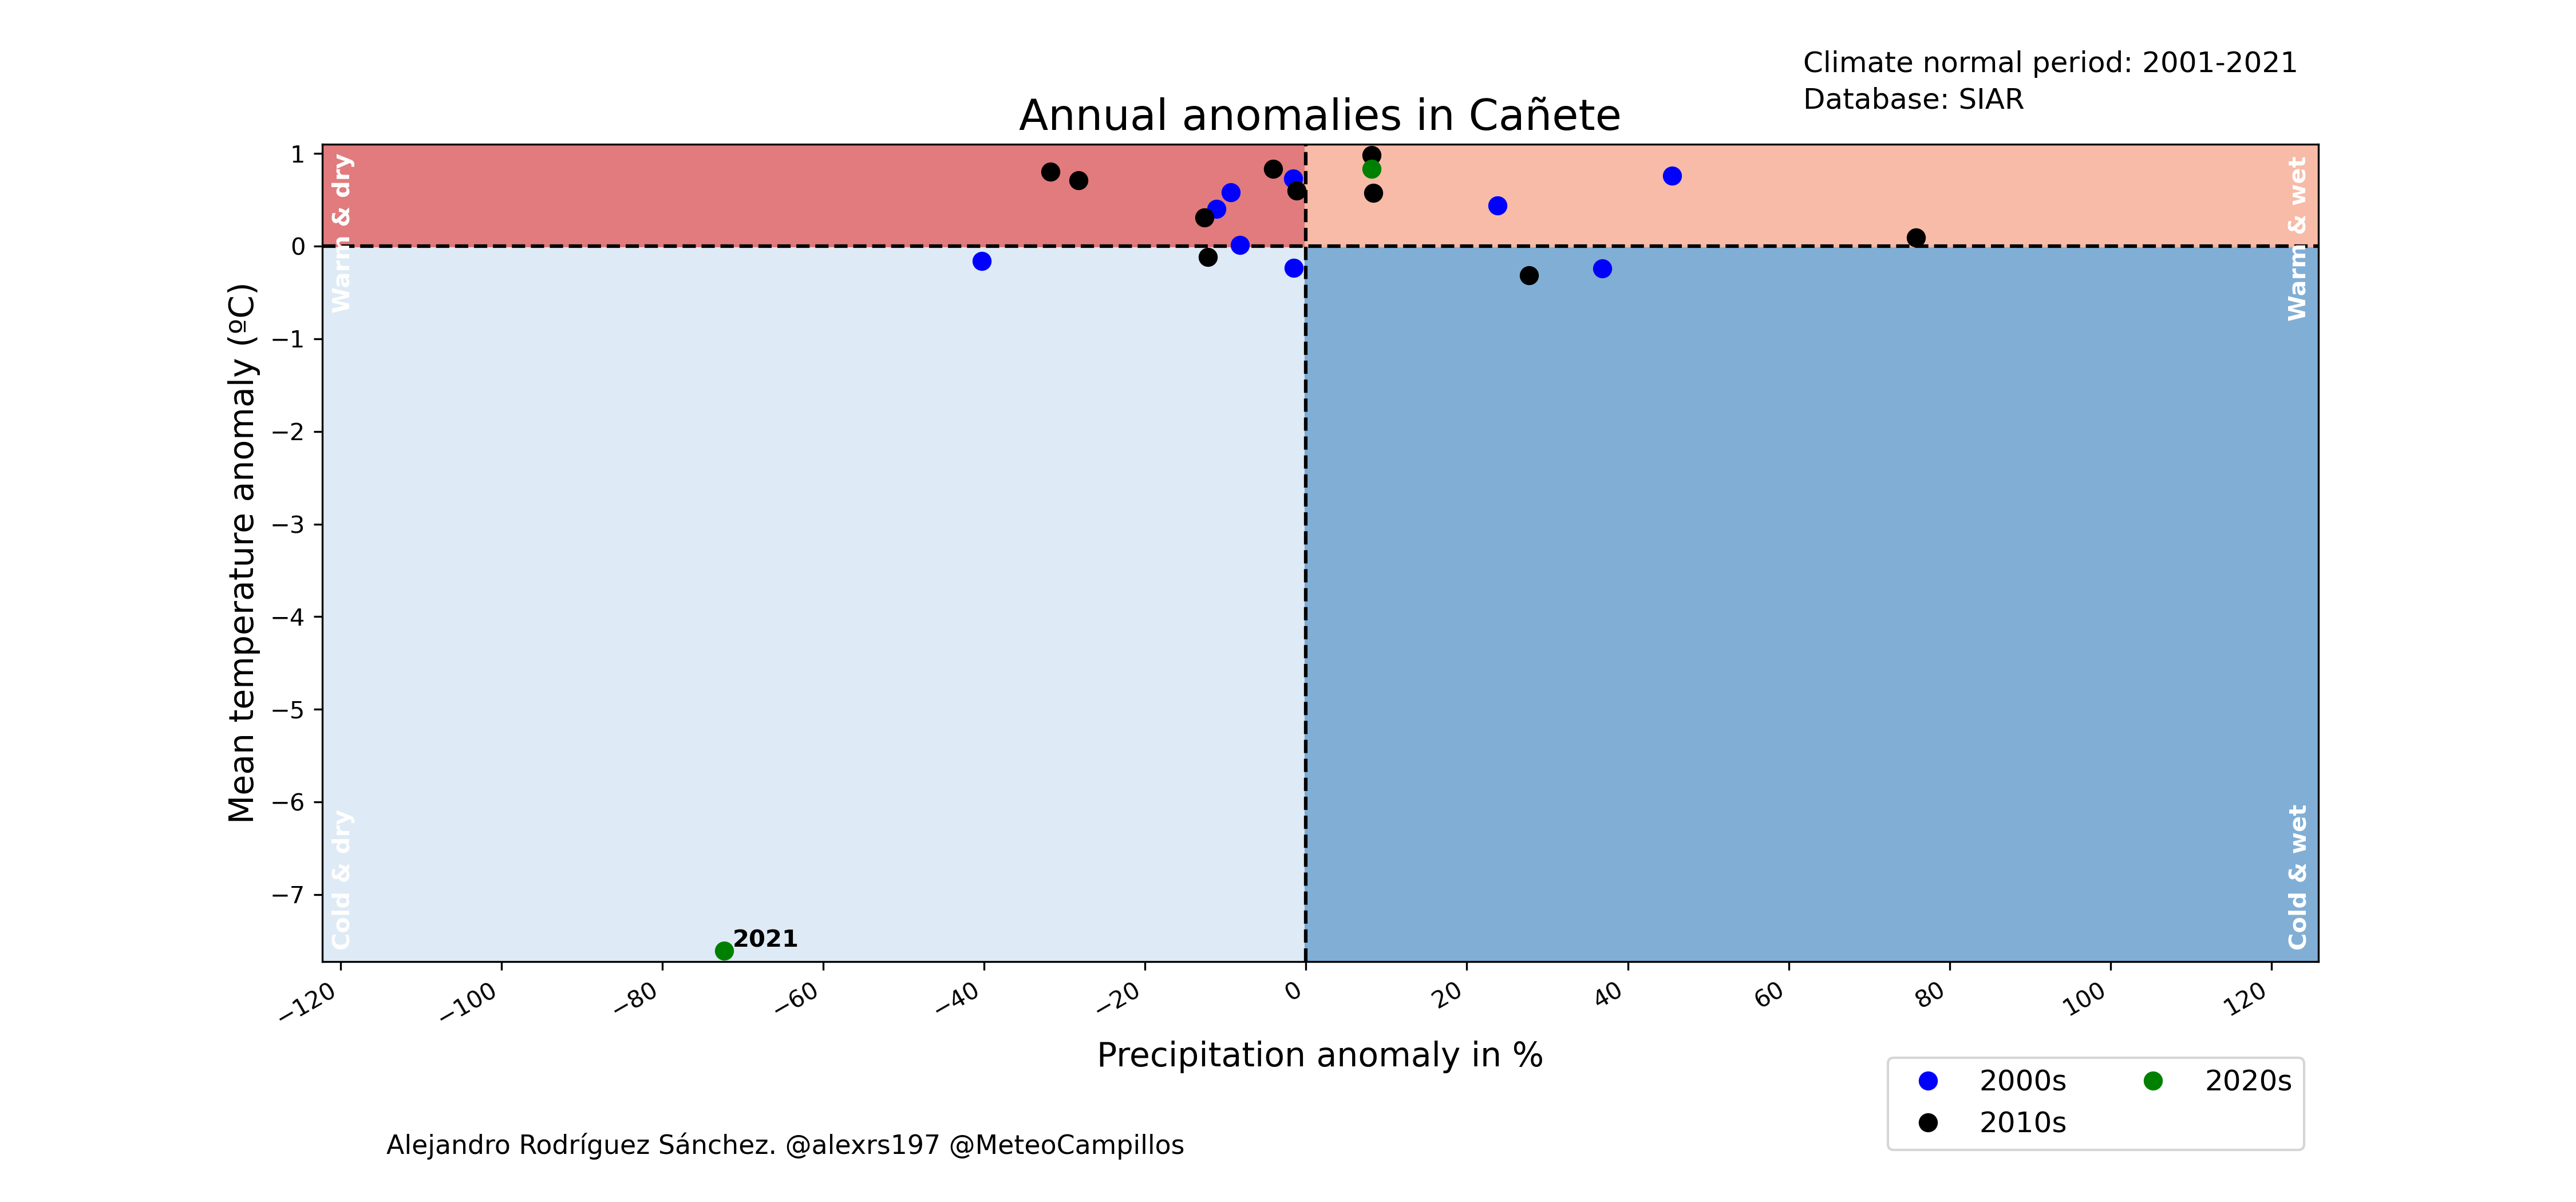 Climate normal period: 2001-2021
Database: SIAR
Annual anomalies in Cañete
1
0
−1
−2
−3
−4
−5
−6
−7
Mean temperature anomaly (ºC)
Warm & dry
Warm & wet
Cold & dry
Cold & wet
2021
−120
−100
−80
−60
−40
−20
0
20
40
60
80
100
120
Precipitation anomaly in %
2000s
2010s
2020s
Alejandro Rodríguez Sánchez. @alexrs197 @MeteoCampillos